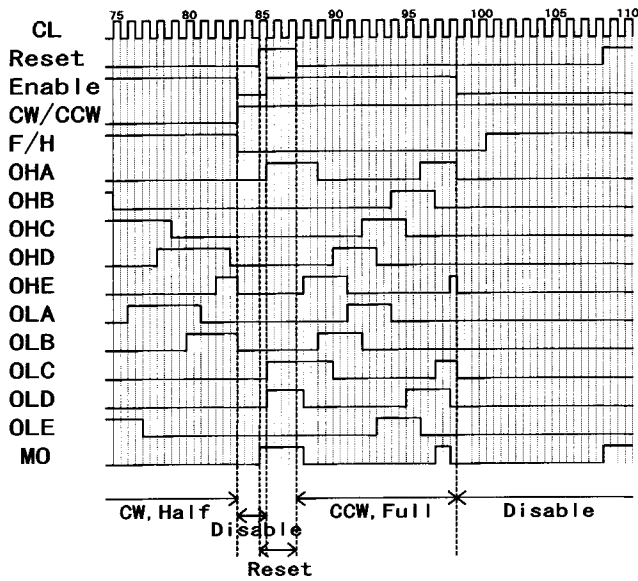 75 80 85 90 95 100 105 110
CL
Reset
Enable
CW/CCW
F/H
OHA
OHB
OHC
OHD
OHE
OLA
OLB
OLC
OLD
OLE
MO
CW, Half
Disable
Reset
CCW, Full
Disable